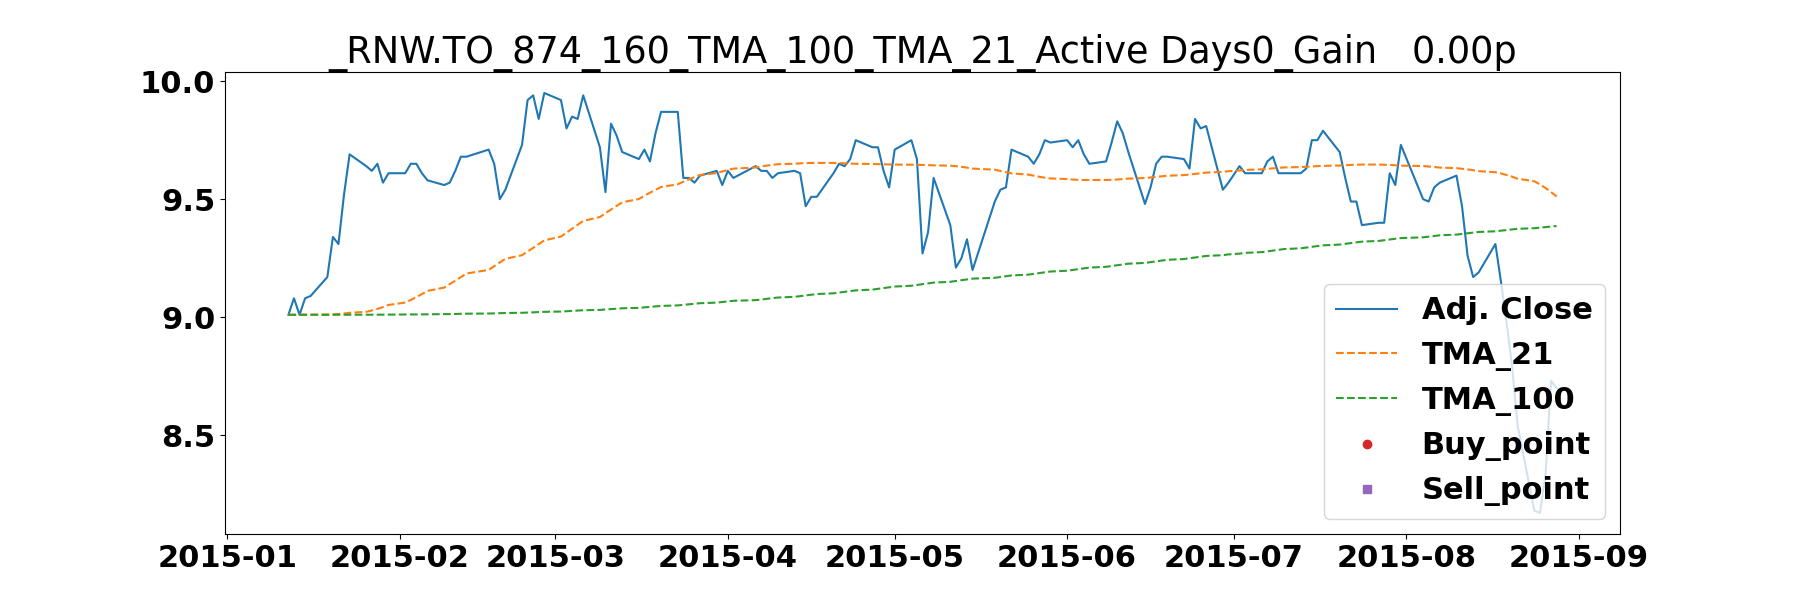 _RNW.TO_874_160_TMA_100_TMA_21_Active Days0_Gain   0.00p
10.0
9.5
9.0
8.5
Adj. Close
TMA_21
TMA_100
Buy_point
Sell_point
2015-01 2015-02 2015-03 2015-04 2015-05 2015-06 2015-07 2015-08 2015-09